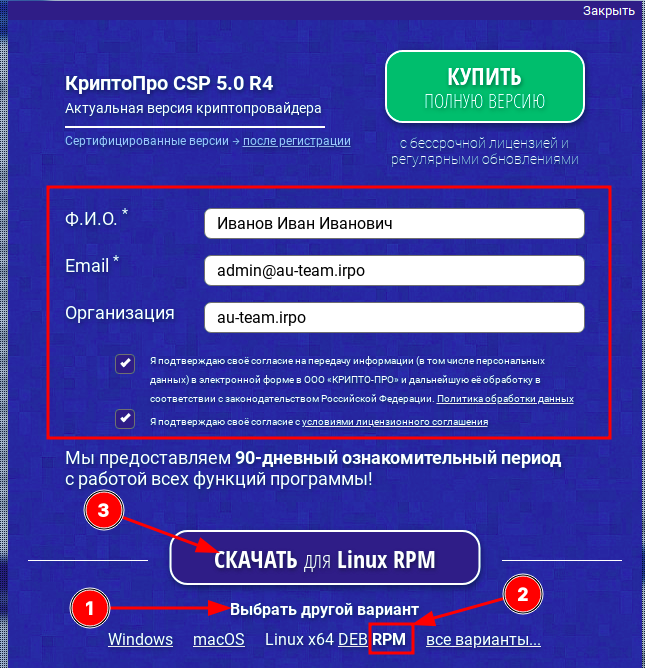 Закрыть
КриптоПро CSP 5.0 R4
Актуальная версия криптопровайдера
Сертифицированные версии → после регистрации
КУПИТЬ
ПОЛНУЮ ВЕРСИЮ
с бессрочной лицензией и
регулярными обновлениями
Ф.И.О. *
Иванов Иван Иванович
Email *
admin@au-team.irpo
Организация
au-team.irpo
Я подтверждаю своё согласие на передачу информации (в том числе персональных
данных) в электронной форме в ООО «КРИПТО-ПРО» и дальнейшую её обработку в
соответствии с законодательством Российской Федерации. Политика обработки данных
Я подтверждаю своё согласие с условиями лицензионного соглашения
Мы предоставляем 90-дневный ознакомительный период
с работой всех функций программы!
3
СКАЧАТЬ для Linux RPM
1
Выбрать другой вариант
2
Windows macOS Linux x64 DEB RPM все варианты...